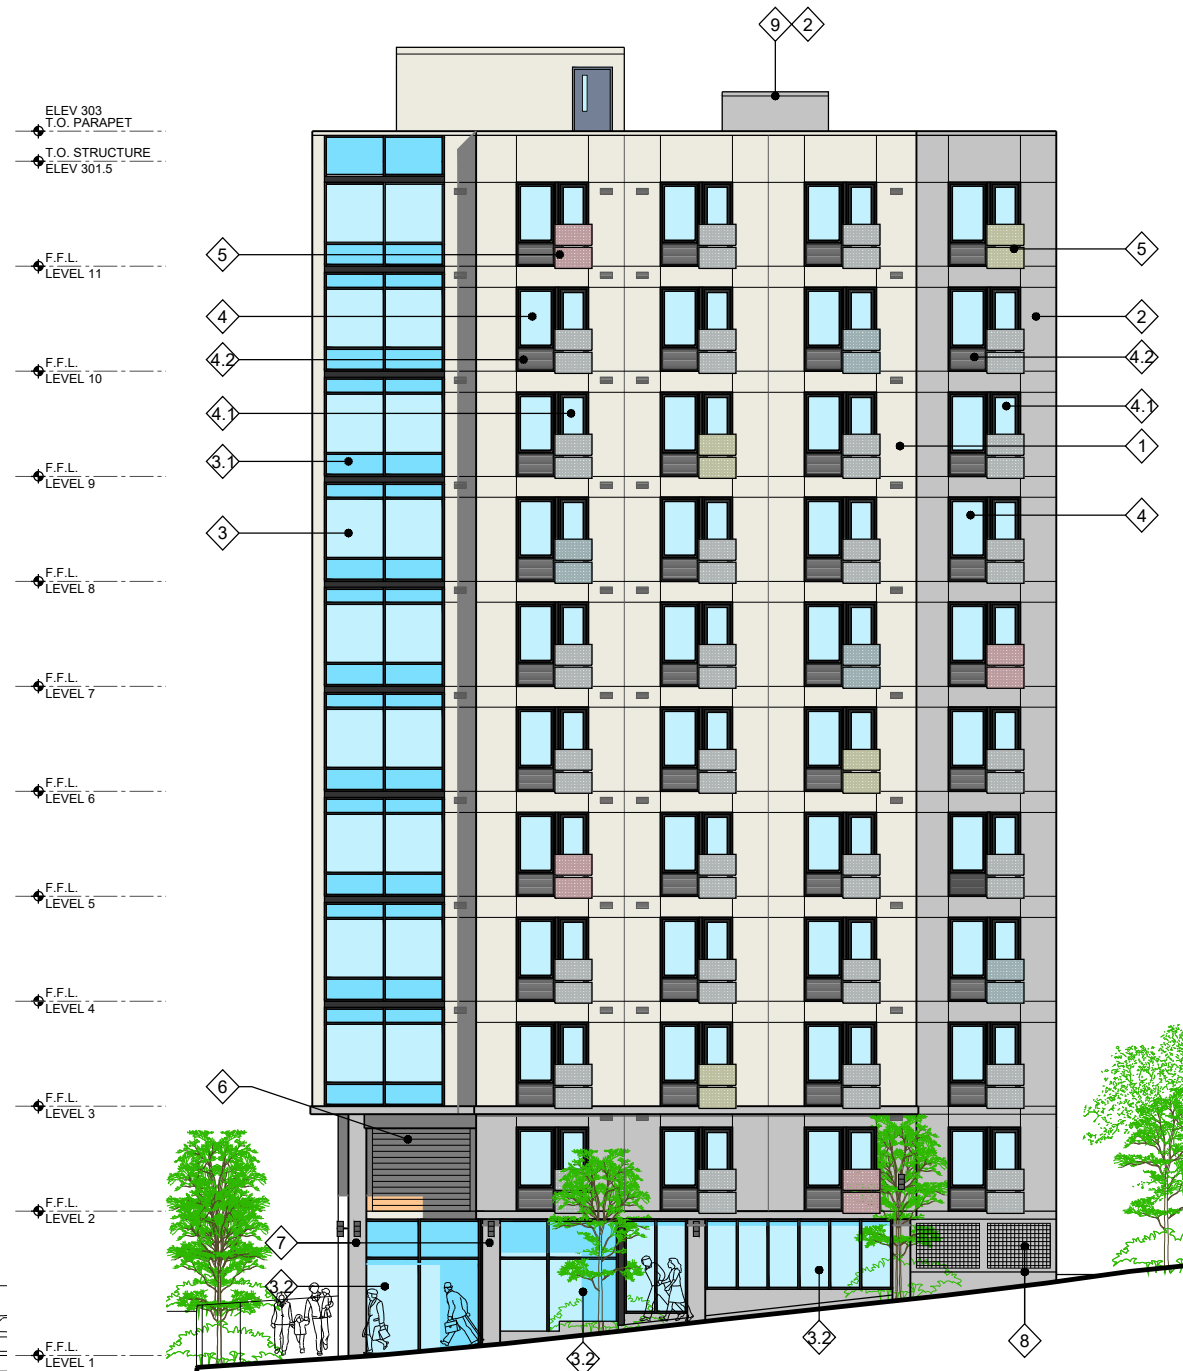 9 2
ELEV 303
T.O. PARAPET
T.O. STRUCTURE
ELEV 301.5
5
5
F.F.L.
LEVEL 11
4
2
4.2
4.2
F.F.L.
LEVEL 10
4.1
4.1
1
3.1
F.F.L.
LEVEL 9
3
4
F.F.L.
LEVEL 8
F.F.L.
LEVEL 7
F.F.L.
LEVEL 6
F.F.L.
LEVEL 5
F.F.L.
LEVEL 4
6
F.F.L.
LEVEL 3
F.F.L.
LEVEL 2
7
3.2
3.2
3.2
8
F.F.L.
LEVEL 1